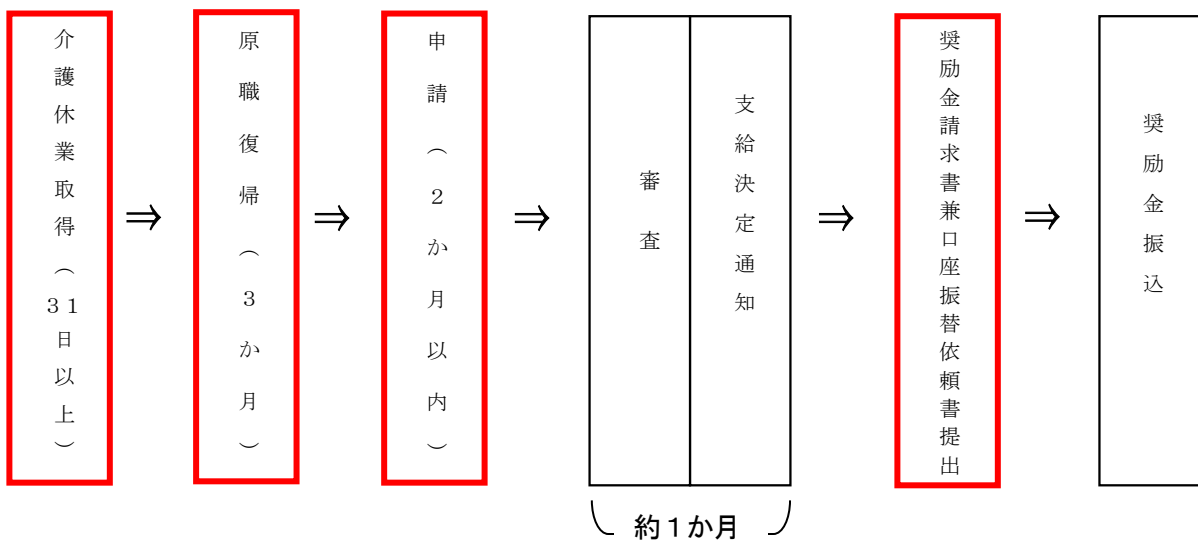 介護休業取得（３１日以上）
⇒
原職復帰（３か月）
⇒
申請（２か月以内）
⇒
審査
支給決定通知
⇒
奨励金請求書兼口座振替依頼書提出
⇒
奨励金振込
約１か月